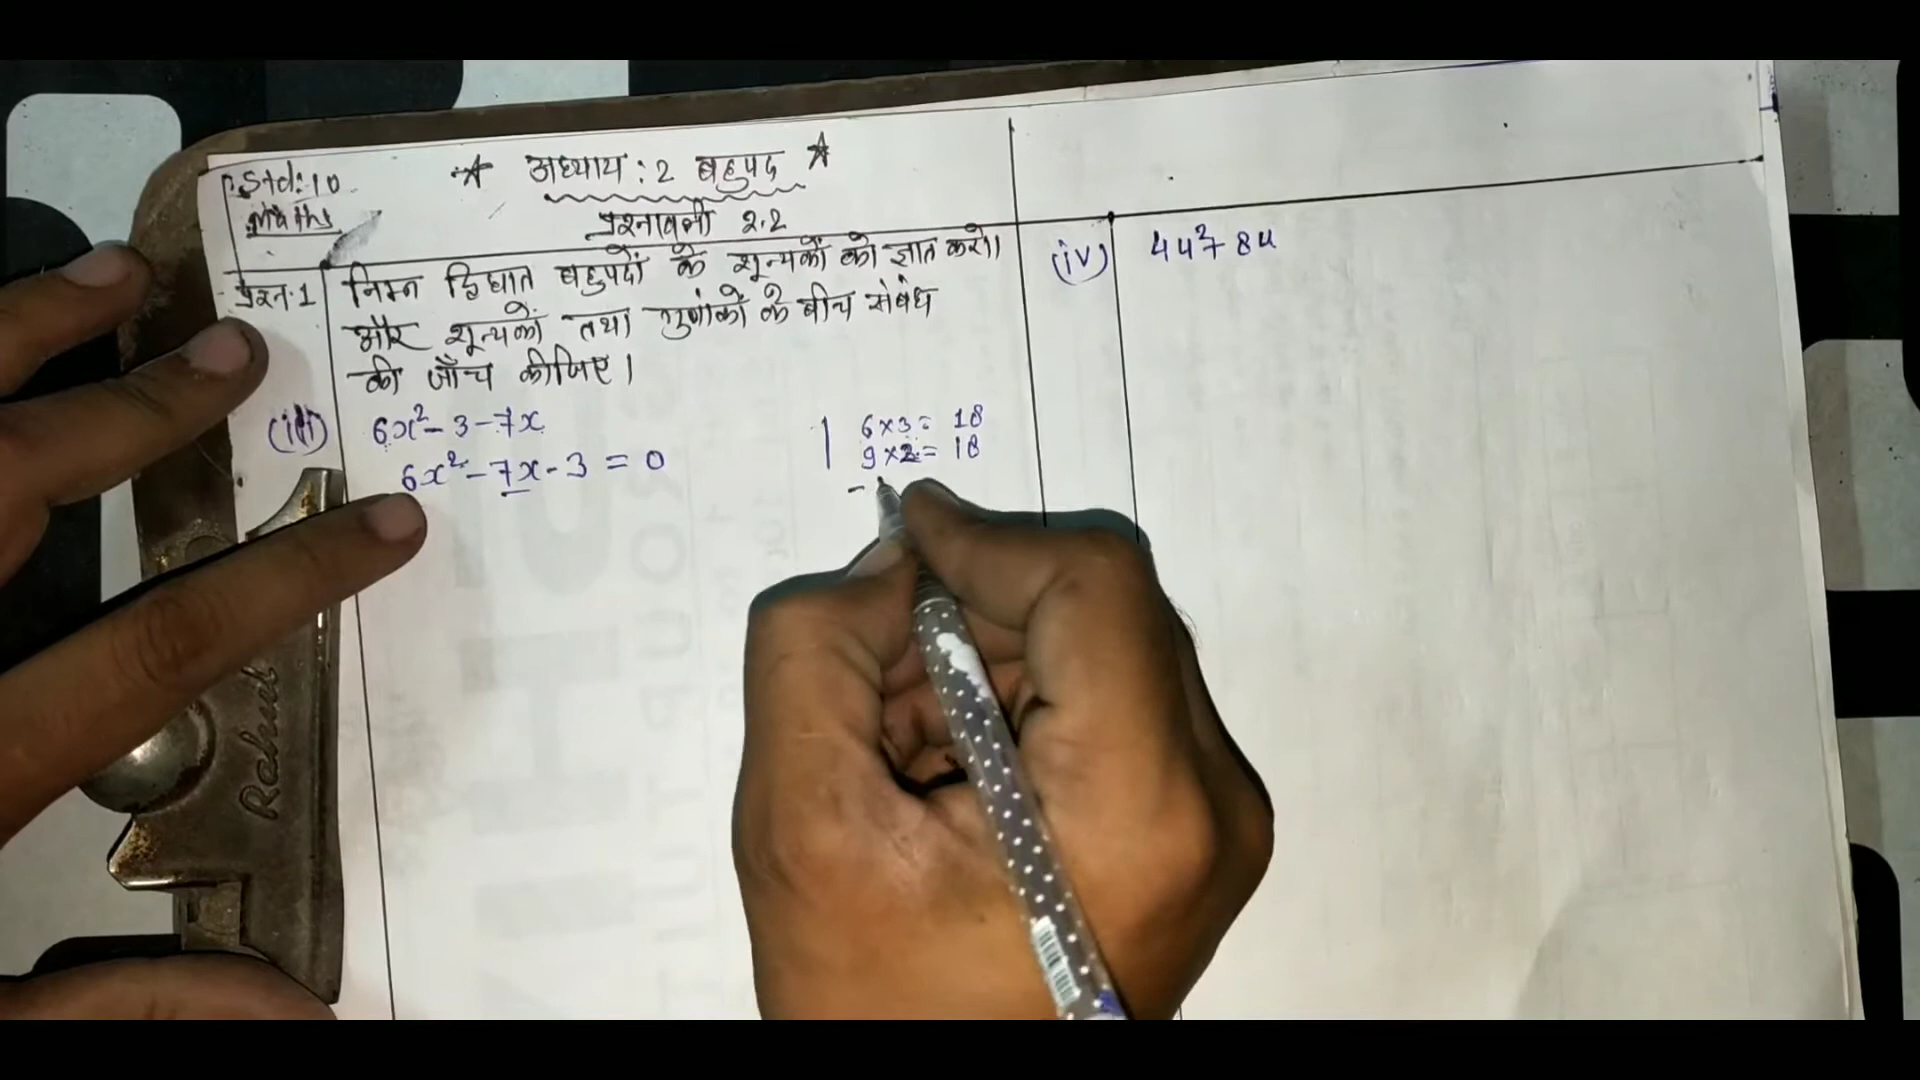 Std:10
Maths
* अध्याय : 2 बहुपद *
प्रश्नावली 2.2
प्रश्न.1 निम्न द्विघात बहुपदों के शून्यकों को ज्ञात करो।
और शून्यकों तथा गुणांकों के बीच संबंध
की जाँच कीजिए।
(iii) 6x² - 3 - 7x
6x² - 7x - 3 = 0
6 × 3 = 18
9 × 2 = 18
-
(iv) 4u² + 8u
Rahul